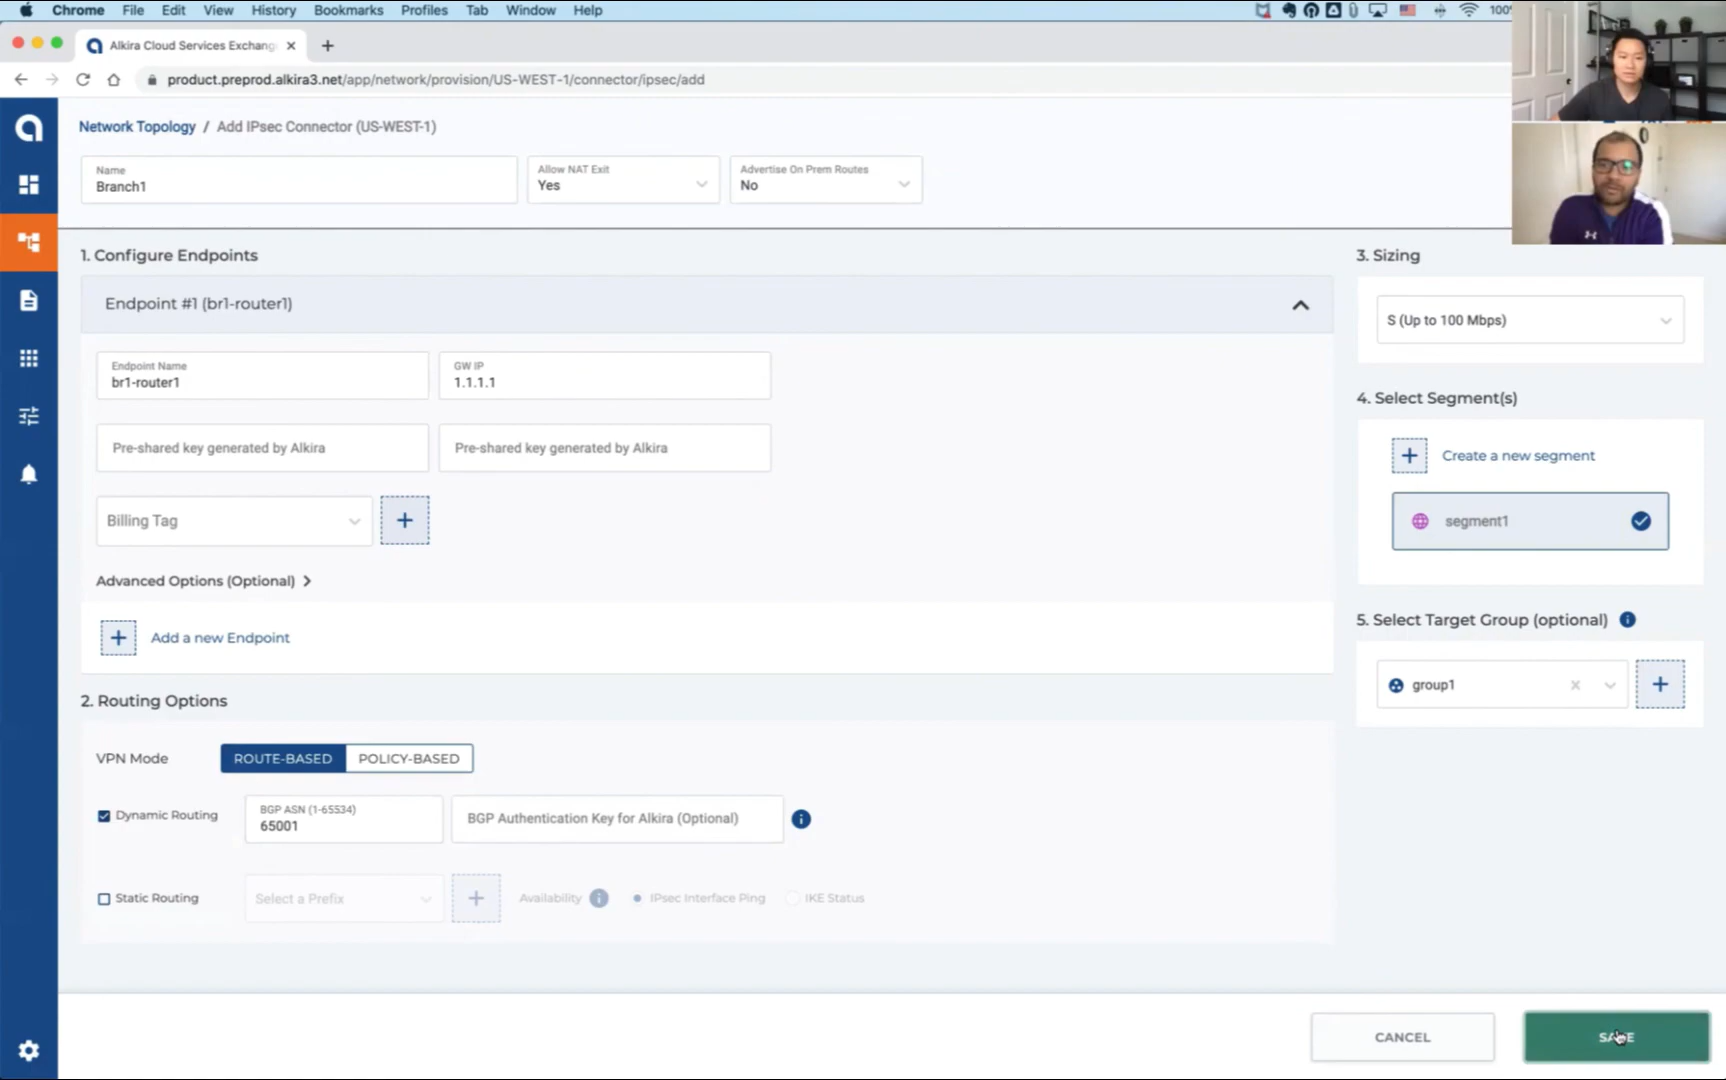 Chrome File Edit View History Bookmarks Profiles Tab Window Help
Alkira Cloud Services Exchang
product.preprod.alkira3.net/app/network/provision/US-WEST-1/connector/ipsec/add
Network Topology / Add IPsec Connector (US-WEST-1)
Name
Branch1
Allow NAT Exit
Yes
Advertise On Prem Routes
No
1. Configure Endpoints
Endpoint #1 (br1-router1)
Endpoint Name
br1-router1
GW IP
1.1.1.1
Pre-shared key generated by Alkira
Pre-shared key generated by Alkira
Billing Tag
Advanced Options (Optional)
Add a new Endpoint
2. Routing Options
VPN Mode
ROUTE-BASED
POLICY-BASED
Dynamic Routing
BGP ASN (1-65534)
65001
BGP Authentication Key for Alkira (Optional)
Static Routing
Select a Prefix
Availability
IPsec Interface Ping
IKE Status
3. Sizing
S (Up to 100 Mbps)
4. Select Segment(s)
Create a new segment
segment1
5. Select Target Group (optional)
group1
CANCEL